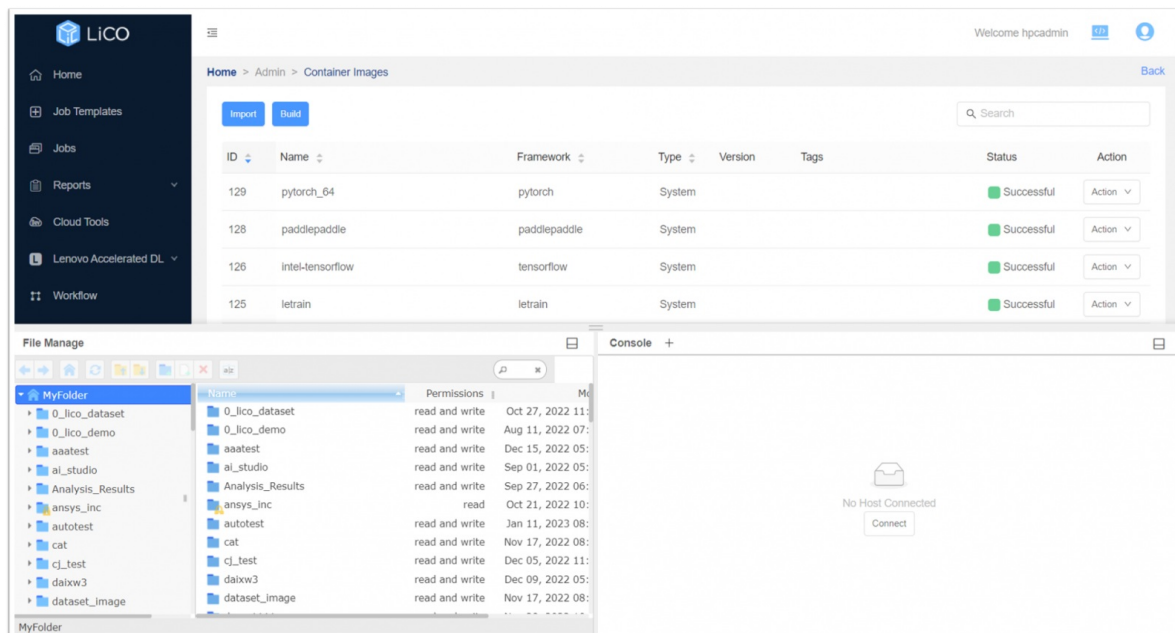 LiCO
Welcome hpcadmin
Home
Job Templates
Jobs
Reports
Cloud Tools
L Lenovo Accelerated DL
Workflow
Home > Admin > Container Images
Back
Import Build
Search
ID Name Framework Type Version Tags Status Action
129 pytorch_64 pytorch System Successful Action
128 paddlepaddle paddlepaddle System Successful Action
126 intel-tensorflow tensorflow System Successful Action
125 letrain letrain System Successful Action
File Manage
MyFolder
0_lico_dataset
0_lico_demo
aaatest
ai_studio
Analysis_Results
ansys_inc
autotest
cat
cj_test
daixw3
dataset_image
MyFolder
Name Permissions Mo
0_lico_dataset read and write Oct 27, 2022 11:
0_lico_demo read and write Aug 11, 2022 07:
aaatest read and write Dec 15, 2022 05:
ai_studio read and write Sep 01, 2022 05:
Analysis_Results read and write Sep 27, 2022 06:
ansys_inc read Oct 21, 2022 10:
autotest read and write Jan 11, 2023 08:
cat read and write Nov 17, 2022 08:
cj_test read and write Dec 05, 2022 11:
daixw3 read and write Dec 09, 2022 05:
dataset_image read and write Nov 17, 2022 08:
Console +
No Host Connected
Connect